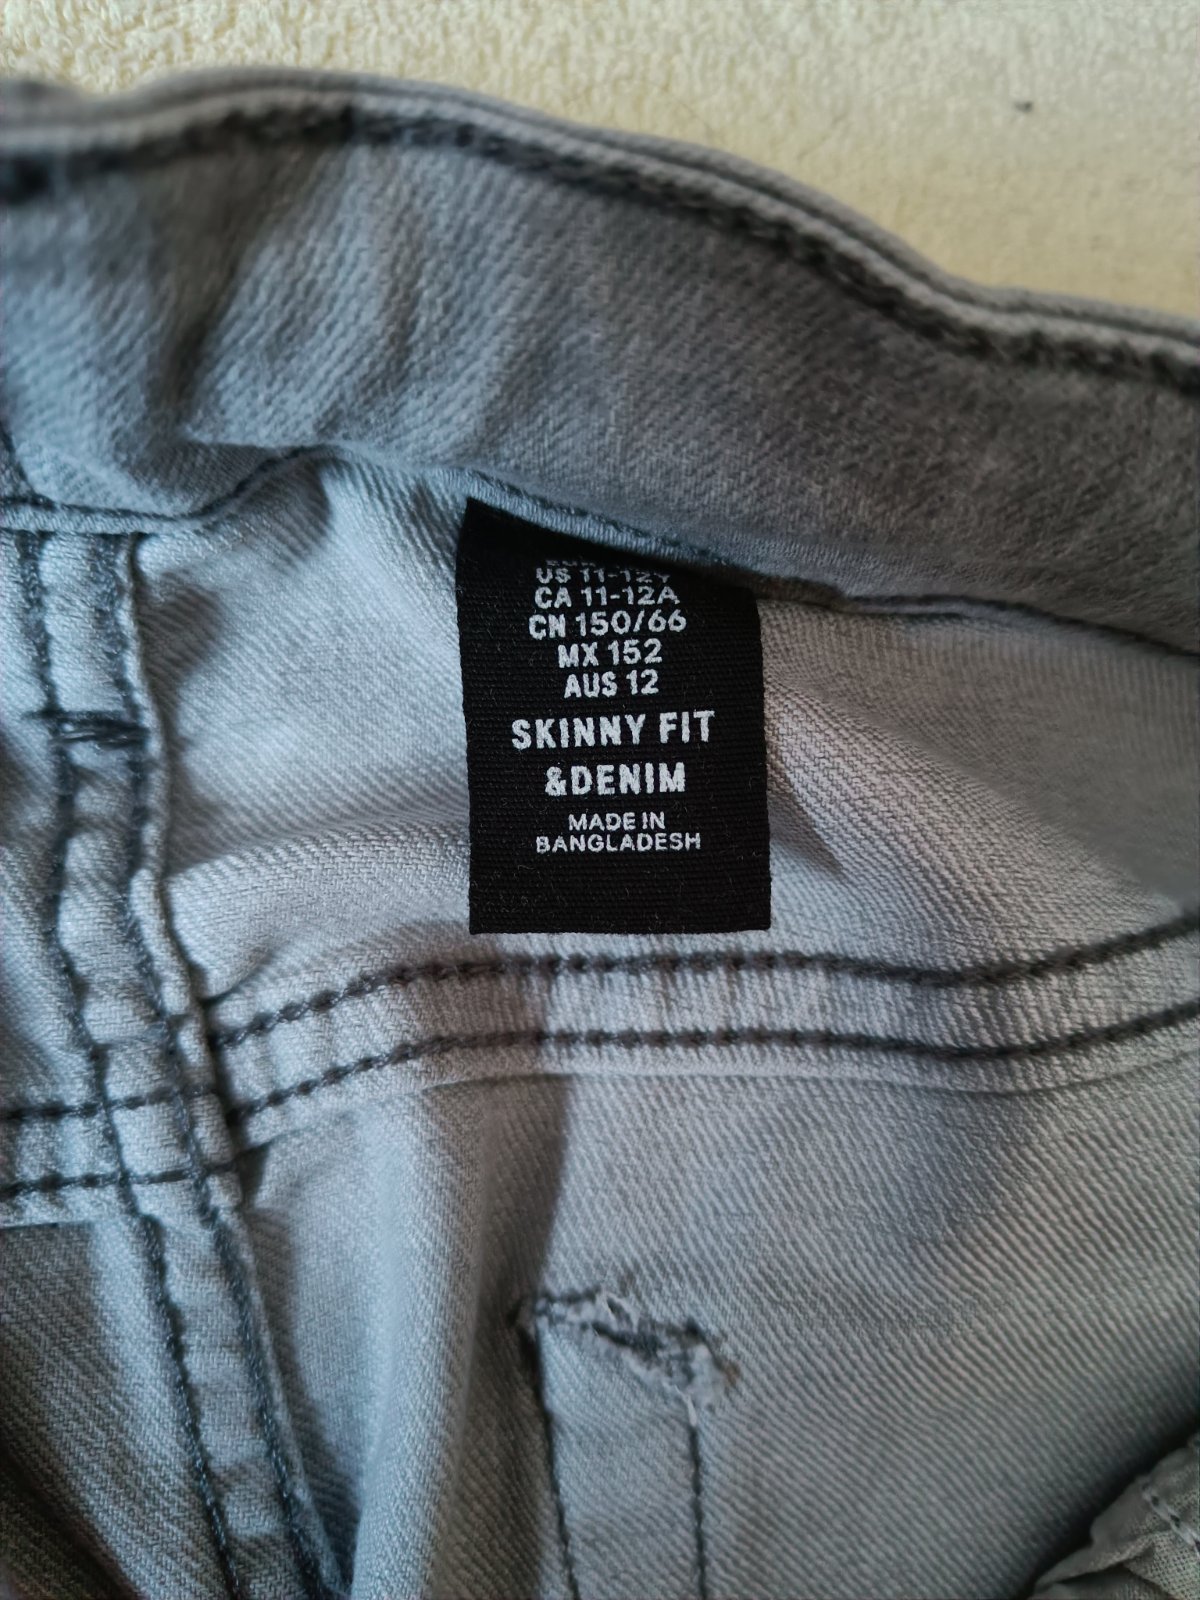 US 11-12Y
CA 11-12A
CN 150/66
MX 152
AUS 12
SKINNY FIT
&DENIM
MADE IN
BANGLADESH